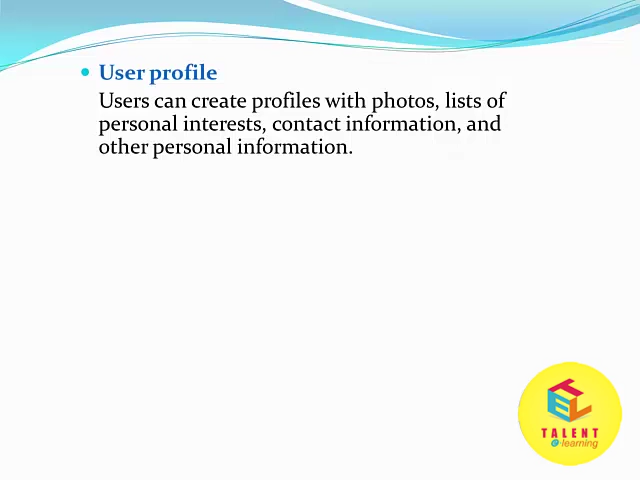 User profile
Users can create profiles with photos, lists of
personal interests, contact information, and
other personal information.
TEL
TALENT
e-learning